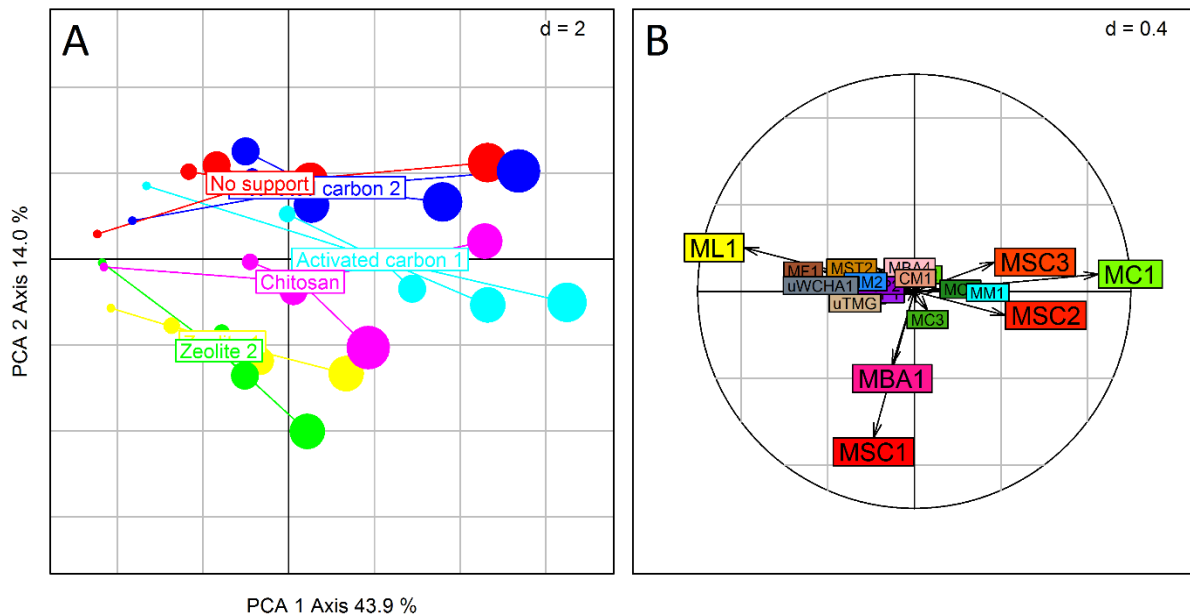 A
d = 2
No support
carbon 2
Activated carbon 1
Chitosan
Zeolite 2
PCA 2 Axis 14.0 %
PCA 1 Axis 43.9 %
B
d = 0.4
ML1
MST2
MBA4
CM1
uWCHA1
M2
uTMG
MC3
MM1
MSC3
MC1
MSC2
MBA1
MSC1